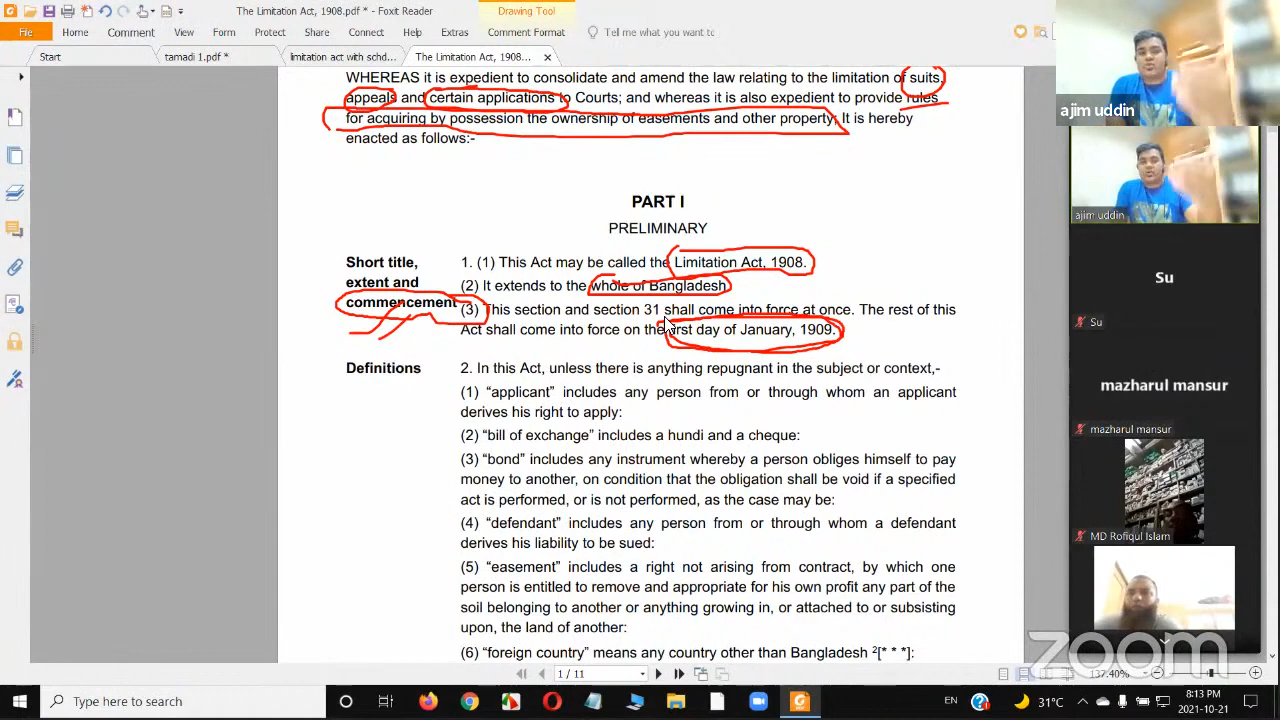 The Limitation Act, 1908.pdf * - Foxit Reader
Drawing Tool
File Home Comment View Form Protect Share Connect Help Extras Comment Format Tell me what you want to
Start tamadi 1.pdf * limitation act with schd... The Limitation Act, 1908...
WHEREAS it is expedient to consolidate and amend the law relating to the limitation of suits,
appeals and certain applications to Courts; and whereas it is also expedient to provide rules
for acquiring by possession the ownership of easements and other property; It is hereby
enacted as follows:-
PART I
PRELIMINARY
Short title,
extent and
commencement
1. (1) This Act may be called the Limitation Act, 1908.
(2) It extends to the whole of Bangladesh
(3) This section and section 31 shall come into force at once. The rest of this
Act shall come into force on the first day of January, 1909.
Definitions
2. In this Act, unless there is anything repugnant in the subject or context,-
(1) “applicant” includes any person from or through whom an applicant
derives his right to apply:
(2) “bill of exchange” includes a hundi and a cheque:
(3) “bond” includes any instrument whereby a person obliges himself to pay
money to another, on condition that the obligation shall be void if a specified
act is performed, or is not performed, as the case may be:
(4) “defendant” includes any person from or through whom a defendant
derives his liability to be sued:
(5) “easement” includes a right not arising from contract, by which one
person is entitled to remove and appropriate for his own profit any part of the
soil belonging to another or anything growing in, or attached to or subsisting
upon, the land of another:
(6) “foreign country” means any country other than Bangladesh 2[* * *]:
1 / 11
137.40%
ajim uddin
ajim uddin
Su
Su
mazharul mansur
mazharul mansur
MD Rofiqul Islam
zoom
Type here to search
31°C
EN
8:13 PM
2021-10-21